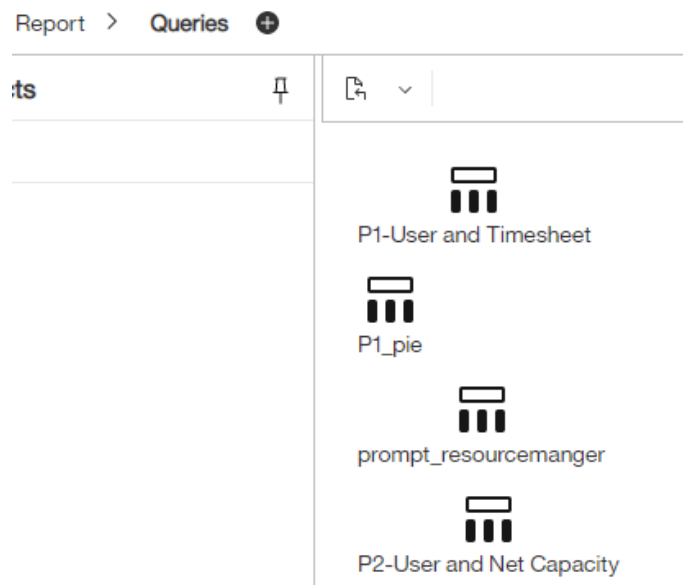 Report > Queries
ts
P1-User and Timesheet
P1_pie
prompt_resourcemanger
P2-User and Net Capacity